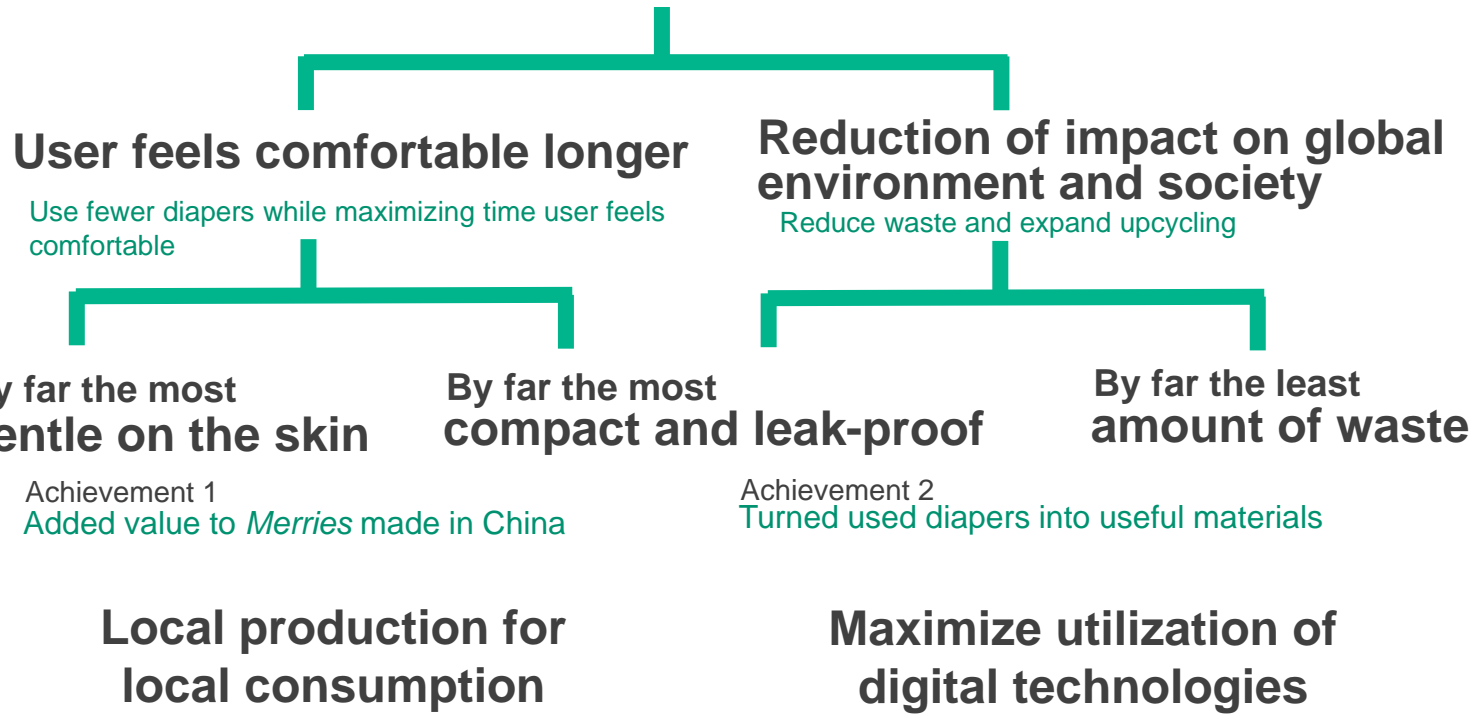 User feels comfortable longer
Use fewer diapers while maximizing time user feels
comfortable
Reduction of impact on global
environment and society
Reduce waste and expand upcycling
y far the most
entle on the skin
By far the most
compact and leak-proof
By far the least
amount of waste
Achievement 1
Added value to Merries made in China
Achievement 2
Turned used diapers into useful materials
Local production for
local consumption
Maximize utilization of
digital technologies